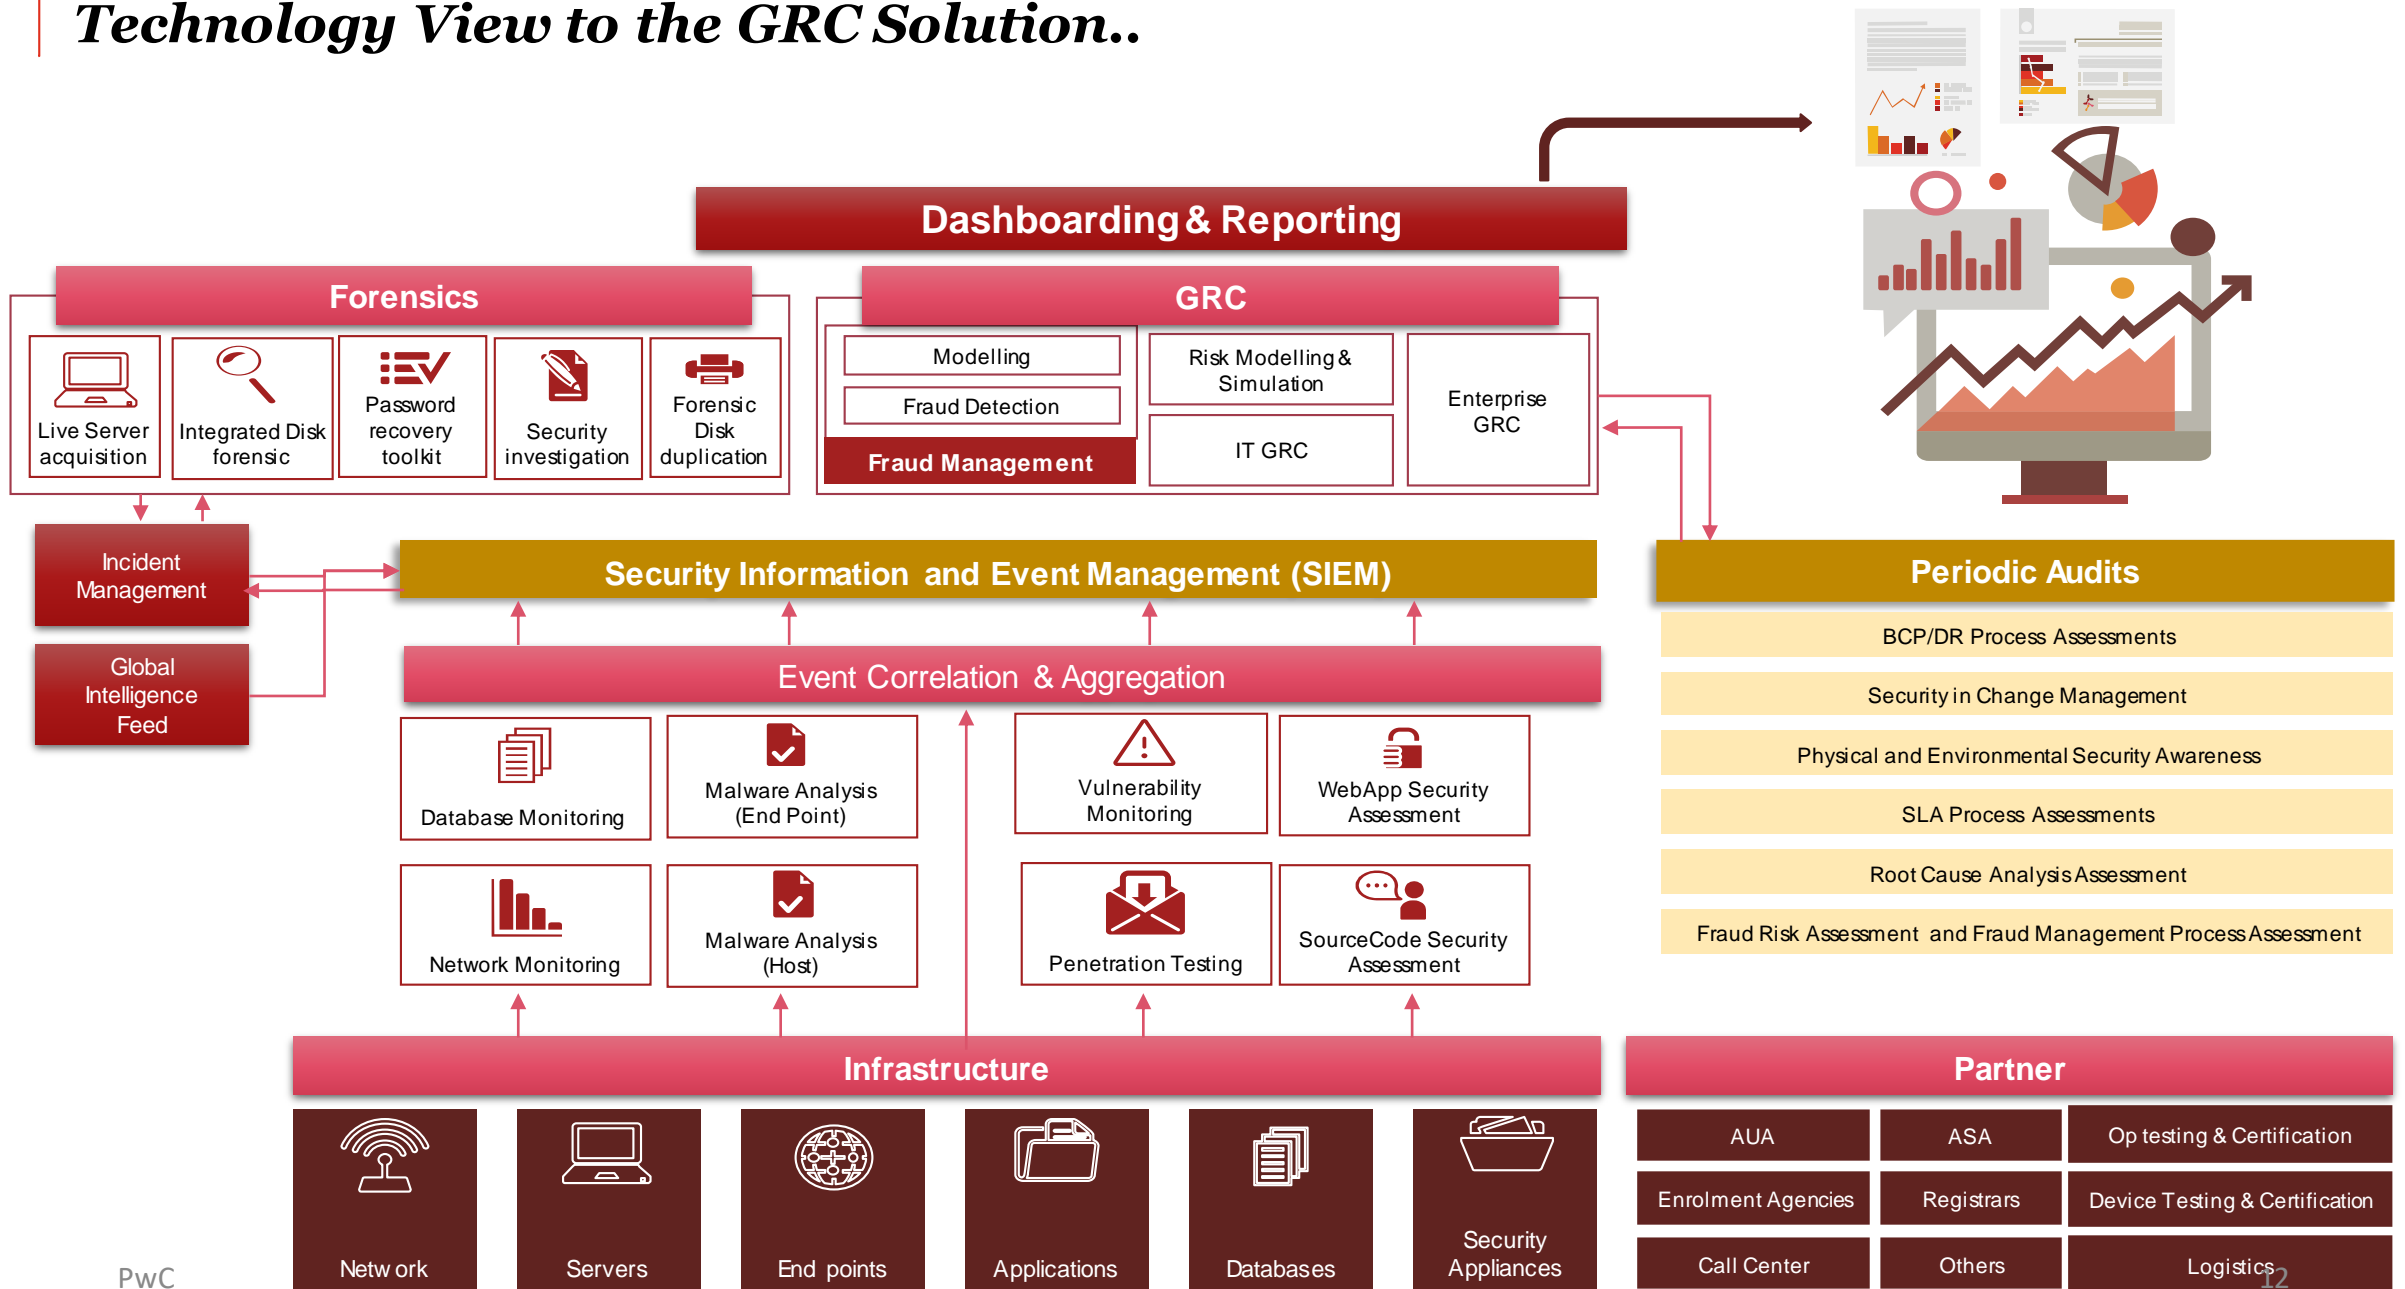 Technology View to the GRC Solution..
Dashboarding & Reporting
Forensics
Live Server
acquisition
Integrated Disk
forensic
Password
recovery
toolkit
Security
investigation
Forensic
Disk
duplication
GRC
Modelling
Fraud Detection
Fraud Management
Risk Modelling &
Simulation
IT GRC
Enterprise
GRC
Incident
Management
Global
Intelligence
Feed
Security Information and Event Management (SIEM)
Event Correlation & Aggregation
Database Monitoring
Malware Analysis
(End Point)
Vulnerability
Monitoring
WebApp Security
Assessment
Network Monitoring
Malware Analysis
(Host)
Penetration Testing
SourceCode Security
Assessment
Periodic Audits
BCP/DR Process Assessments
Security in Change Management
Physical and Environmental Security Awareness
SLA Process Assessments
Root Cause Analysis Assessment
Fraud Risk Assessment and Fraud Management Process Assessment
Infrastructure
Network
Servers
End points
Applications
Databases
Security
Appliances
Partner
AUA
ASA
Op testing & Certification
Enrolment Agencies
Registrars
Device Testing & Certification
Call Center
Others
Logistics
PwC
12